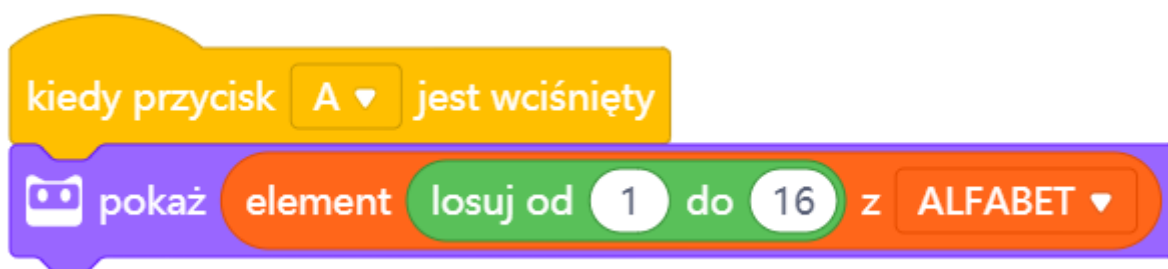 kiedy przycisk A jest wciśnięty
pokaż element losuj od 1 do 16 z ALFABET